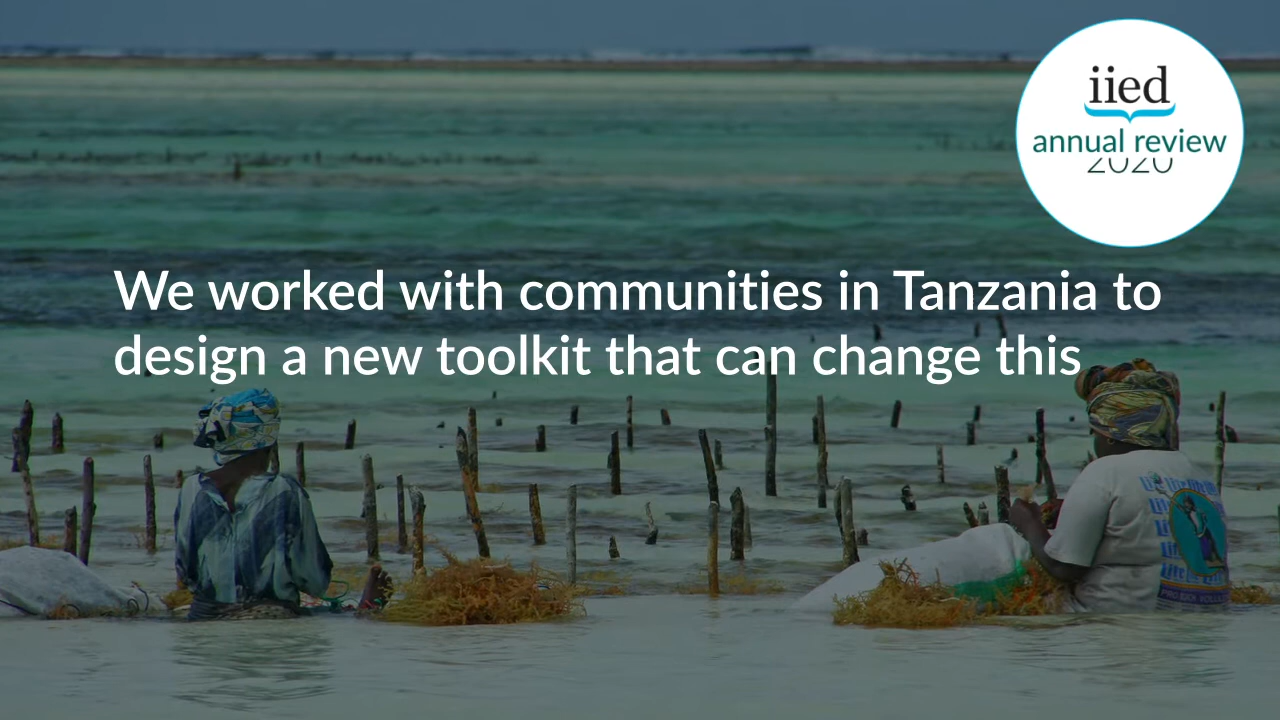 iied
annual review
2020
We worked with communities in Tanzania to
design a new toolkit that can change this